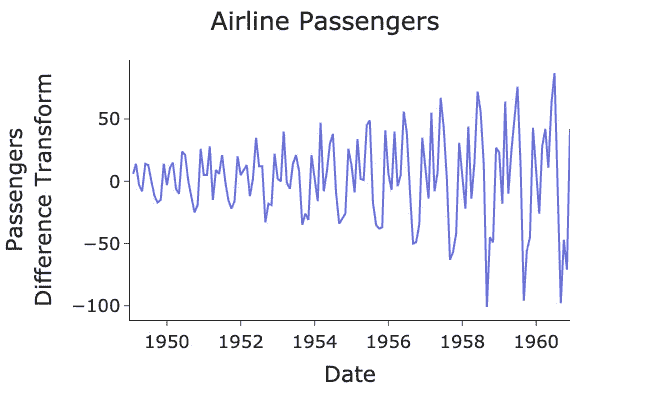 Airline Passengers
Passengers
Difference Transform
50
0
−50
−100
1950 1952 1954 1956 1958 1960
Date